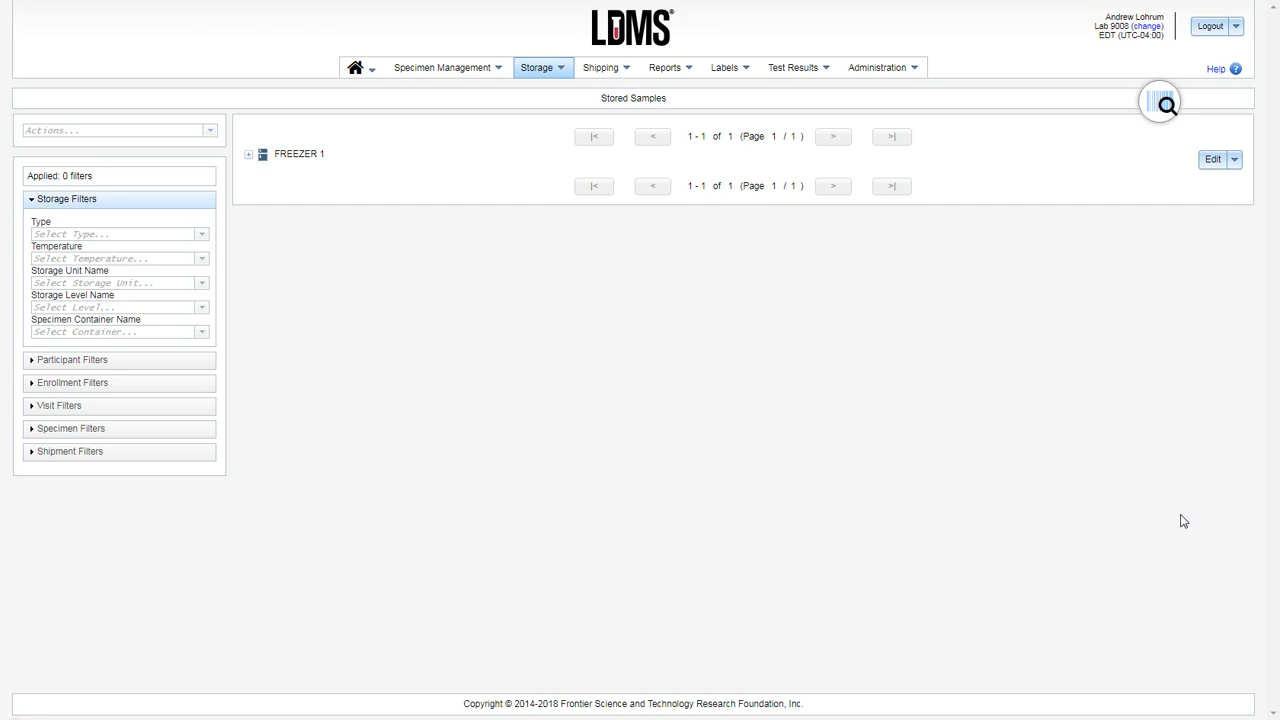 LDMS®
Andrew Lohrum
Lab 9008 (change)
EDT (UTC-04:00)
Logout
Specimen Management
Storage
Shipping
Reports
Labels
Test Results
Administration
Help ?
Stored Samples
Actions...
Applied: 0 filters
Storage Filters
Type
Select Type...
Temperature
Select Temperature...
Storage Unit Name
Select Storage Unit...
Storage Level Name
Select Level...
Specimen Container Name
Select Container...
Participant Filters
Enrollment Filters
Visit Filters
Specimen Filters
Shipment Filters
|< < 1 - 1 of 1 (Page 1 / 1 ) > >|
FREEZER 1
Edit
|< < 1 - 1 of 1 (Page 1 / 1 ) > >|
Copyright © 2014-2018 Frontier Science and Technology Research Foundation, Inc.